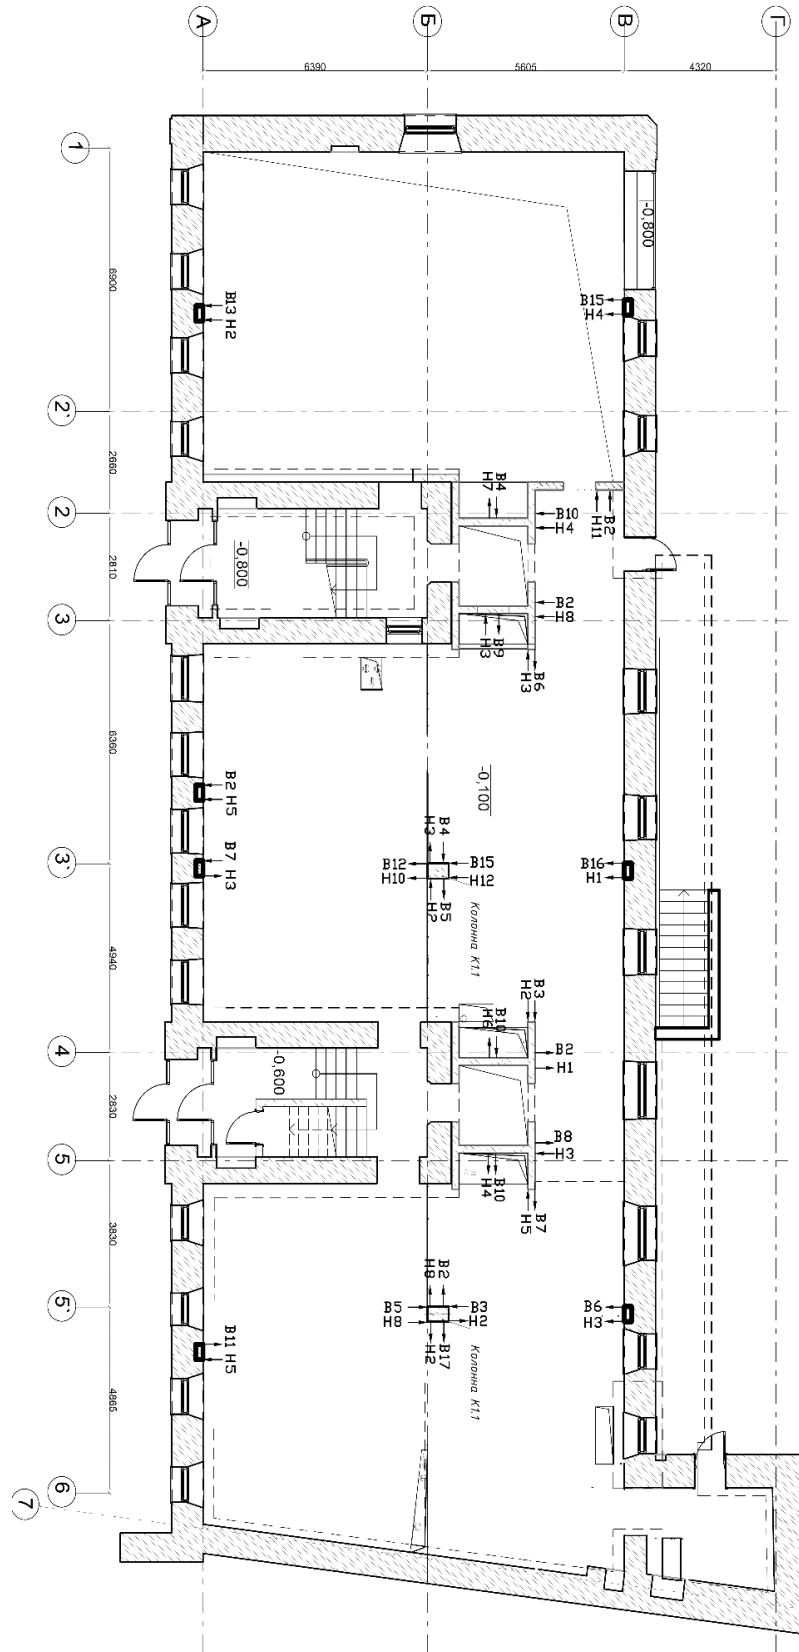 А
Б
В
Г
6390
5605
4320
1
6900
2`
2660
2
2810
3
6360
3`
4940
4
2830
5
3830
5`
4865
6
7
-0,800
В13 Н2
В15
Н4
В4
Н7
В10
Н4
В2
Н11
-0,800
В2
Н8
В9
Н3
В6
Н3
-0,100
В2 Н5
В7 Н3
В4
Н3
В12
Н10
В15
Н12
В5
Н2
Колонна К1.1
В16
Н1
В3
Н2
В10
Н6
В2
Н1
-0,600
В8
Н3
В10
Н4
В7
Н5
В2
Н8
В5
Н8
В3
Н2
В17
Н2
Колонна К1.1
В6
Н3
В11 Н5